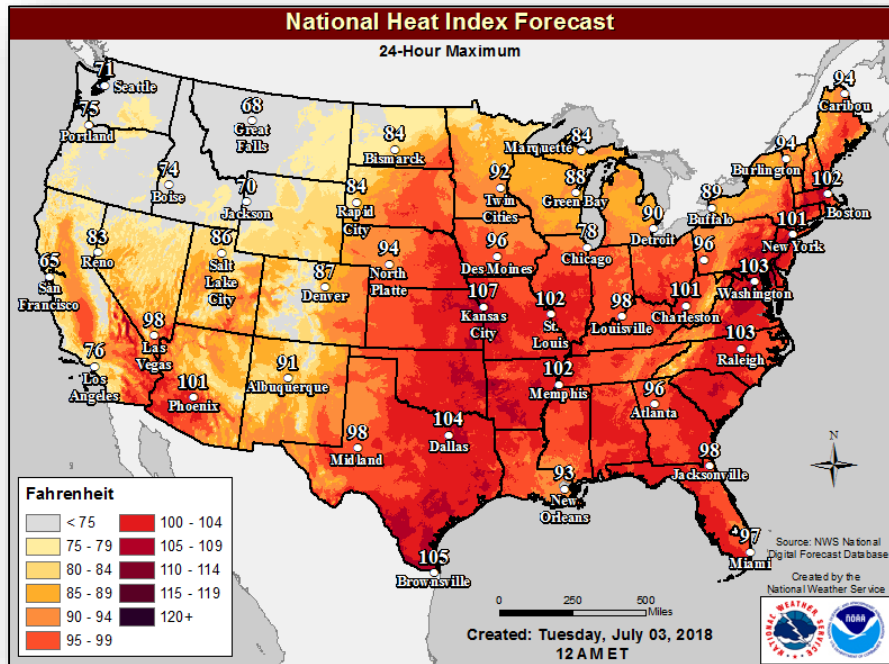 National Heat Index Forecast
24-Hour Maximum
71
Seattle
75
Portland
68
Great
Falls
74
Boise
70
Jackson
84
Bismarck
84
Rapid
City
92
Twin
Cities
Marquette
84
88
Green Bay
94
Caribou
94
Burlington
102
Boston
89
Buffalo
90
Detroit
101
New York
65
San
Francisco
83
Reno
86
Salt
Lake
City
87
Denver
94
North
Platte
96
Des Moines
78
Chicago
96
103
Washington
107
Kansas
City
102
St.
Louis
98
Louisville
101
Charleston
103
Raleigh
76
Los
Angeles
98
Las
Vegas
101
Phoenix
91
Albuquerque
102
Memphis
96
Atlanta
98
Midland
104
Dallas
93
New
Orleans
98
Jacksonville
97
Miami
105
Brownsville
N
Fahrenheit
< 75
75 - 79
80 - 84
85 - 89
90 - 94
95 - 99
100 - 104
105 - 109
110 - 114
115 - 119
120+
0 250 500
Miles
Created: Tuesday, July 03, 2018
12 AM ET
Source: NWS National
Digital Forecast Database
Created by the
National Weather Service
NATIONAL WEATHER SERVICE
NOAA